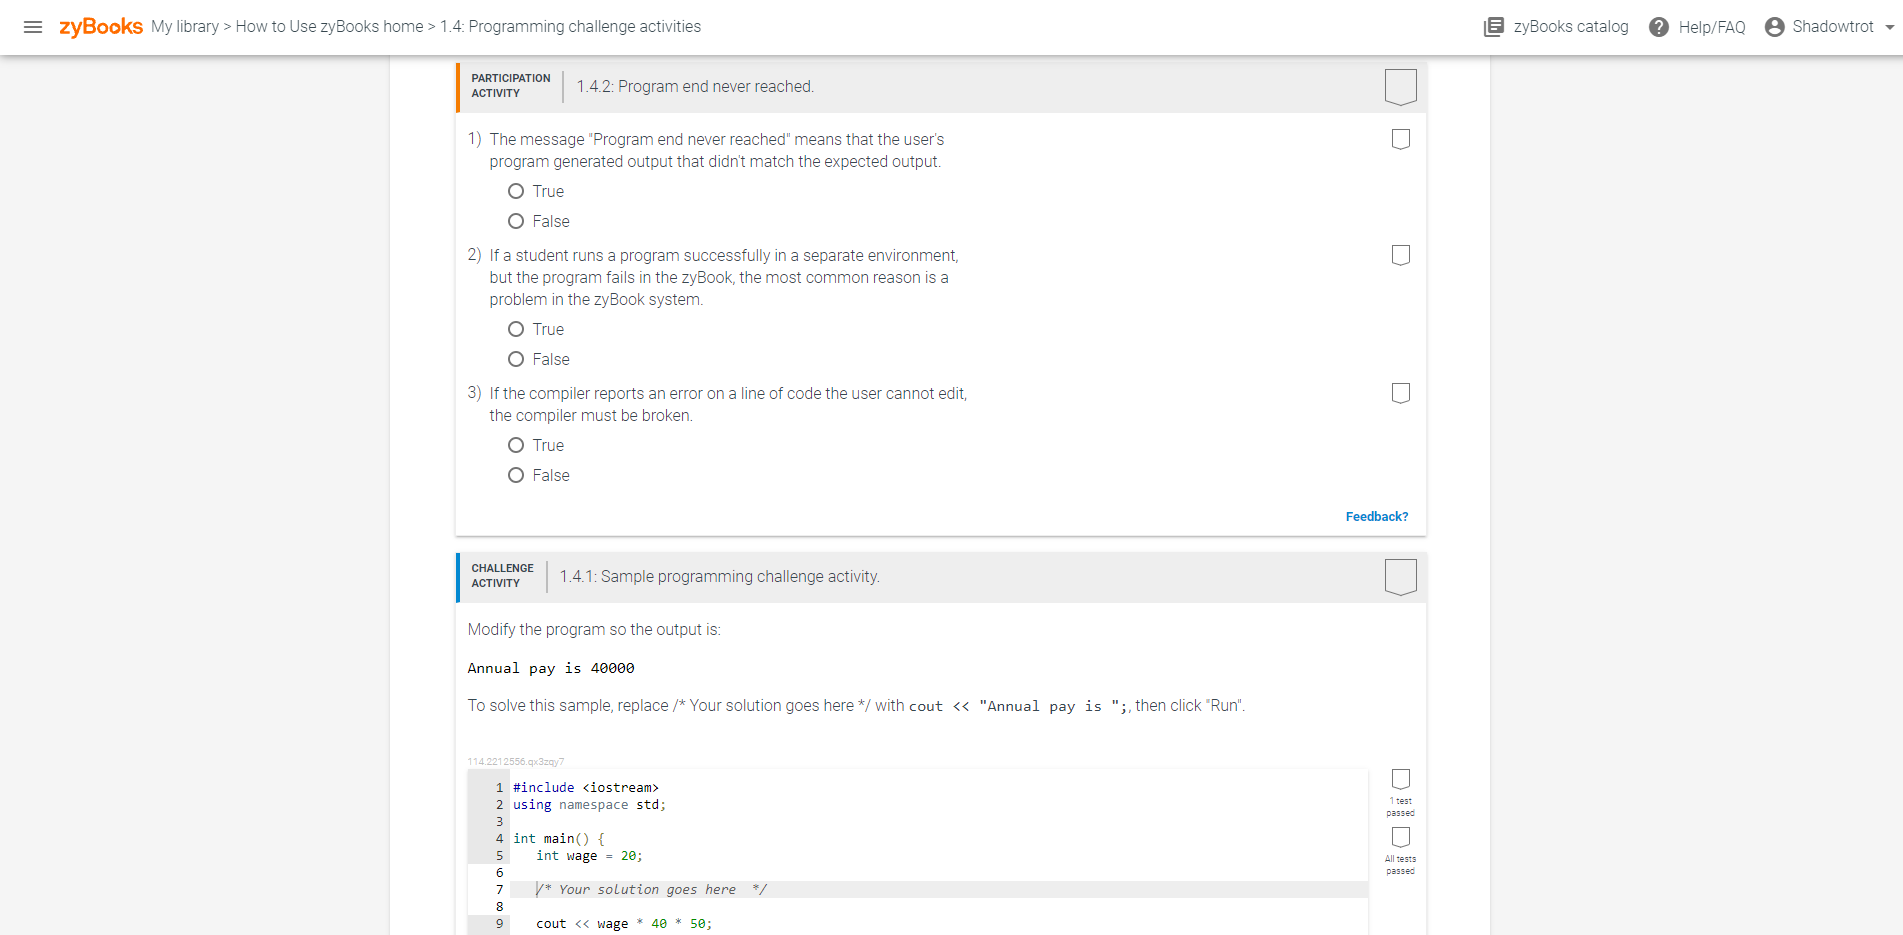 zyBooks My library > How to Use zyBooks home > 1.4: Programming challenge activities
zyBooks catalog
Help/FAQ
Shadowtrot
PARTICIPATION
ACTIVITY
1.4.2: Program end never reached.
1) The message "Program end never reached" means that the user's
program generated output that didn't match the expected output.
True
False
2) If a student runs a program successfully in a separate environment,
but the program fails in the zyBook, the most common reason is a
problem in the zyBook system.
True
False
3) If the compiler reports an error on a line of code the user cannot edit,
the compiler must be broken.
True
False
Feedback?
CHALLENGE
ACTIVITY
1.4.1: Sample programming challenge activity.
Modify the program so the output is:
Annual pay is 40000
To solve this sample, replace /* Your solution goes here */ with cout << "Annual pay is ";, then click "Run".
114.2212556.qx3zqy7
1 #include <iostream>
2 using namespace std;
3
4 int main() {
5 int wage = 20;
6
7 /* Your solution goes here  */
8
9 cout << wage * 40 * 50;
1 test
passed
All tests
passed